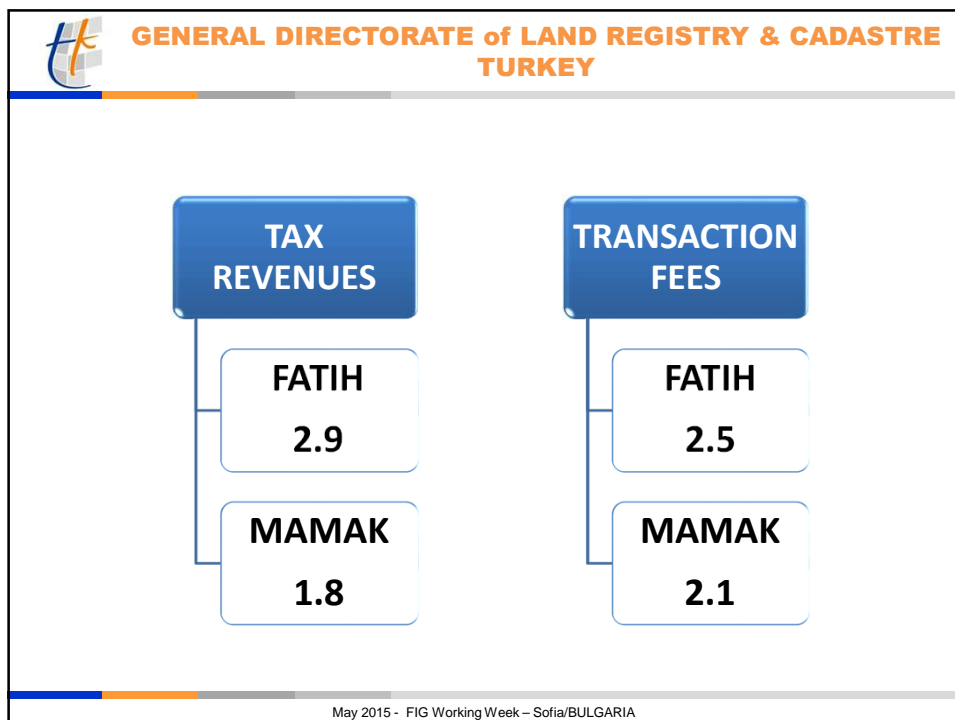 GENERAL DIRECTORATE of LAND REGISTRY & CADASTRE
TURKEY
TAX
REVENUES
FATIH
2.9
MAMAK
1.8
TRANSACTION
FEES
FATIH
2.5
MAMAK
2.1
May 2015 - FIG Working Week – Sofia/BULGARIA